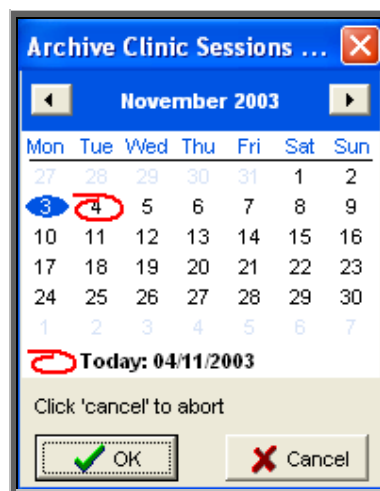 Archive Clinic Sessions ...
November 2003
Mon Tue Wed Thu Fri Sat Sun
27 28 29 30 31 1 2
3 4 5 6 7 8 9
10 11 12 13 14 15 16
17 18 19 20 21 22 23
24 25 26 27 28 29 30
1 2 3 4 5 6 7
Today: 04/11/2003
Click 'cancel' to abort
OK Cancel